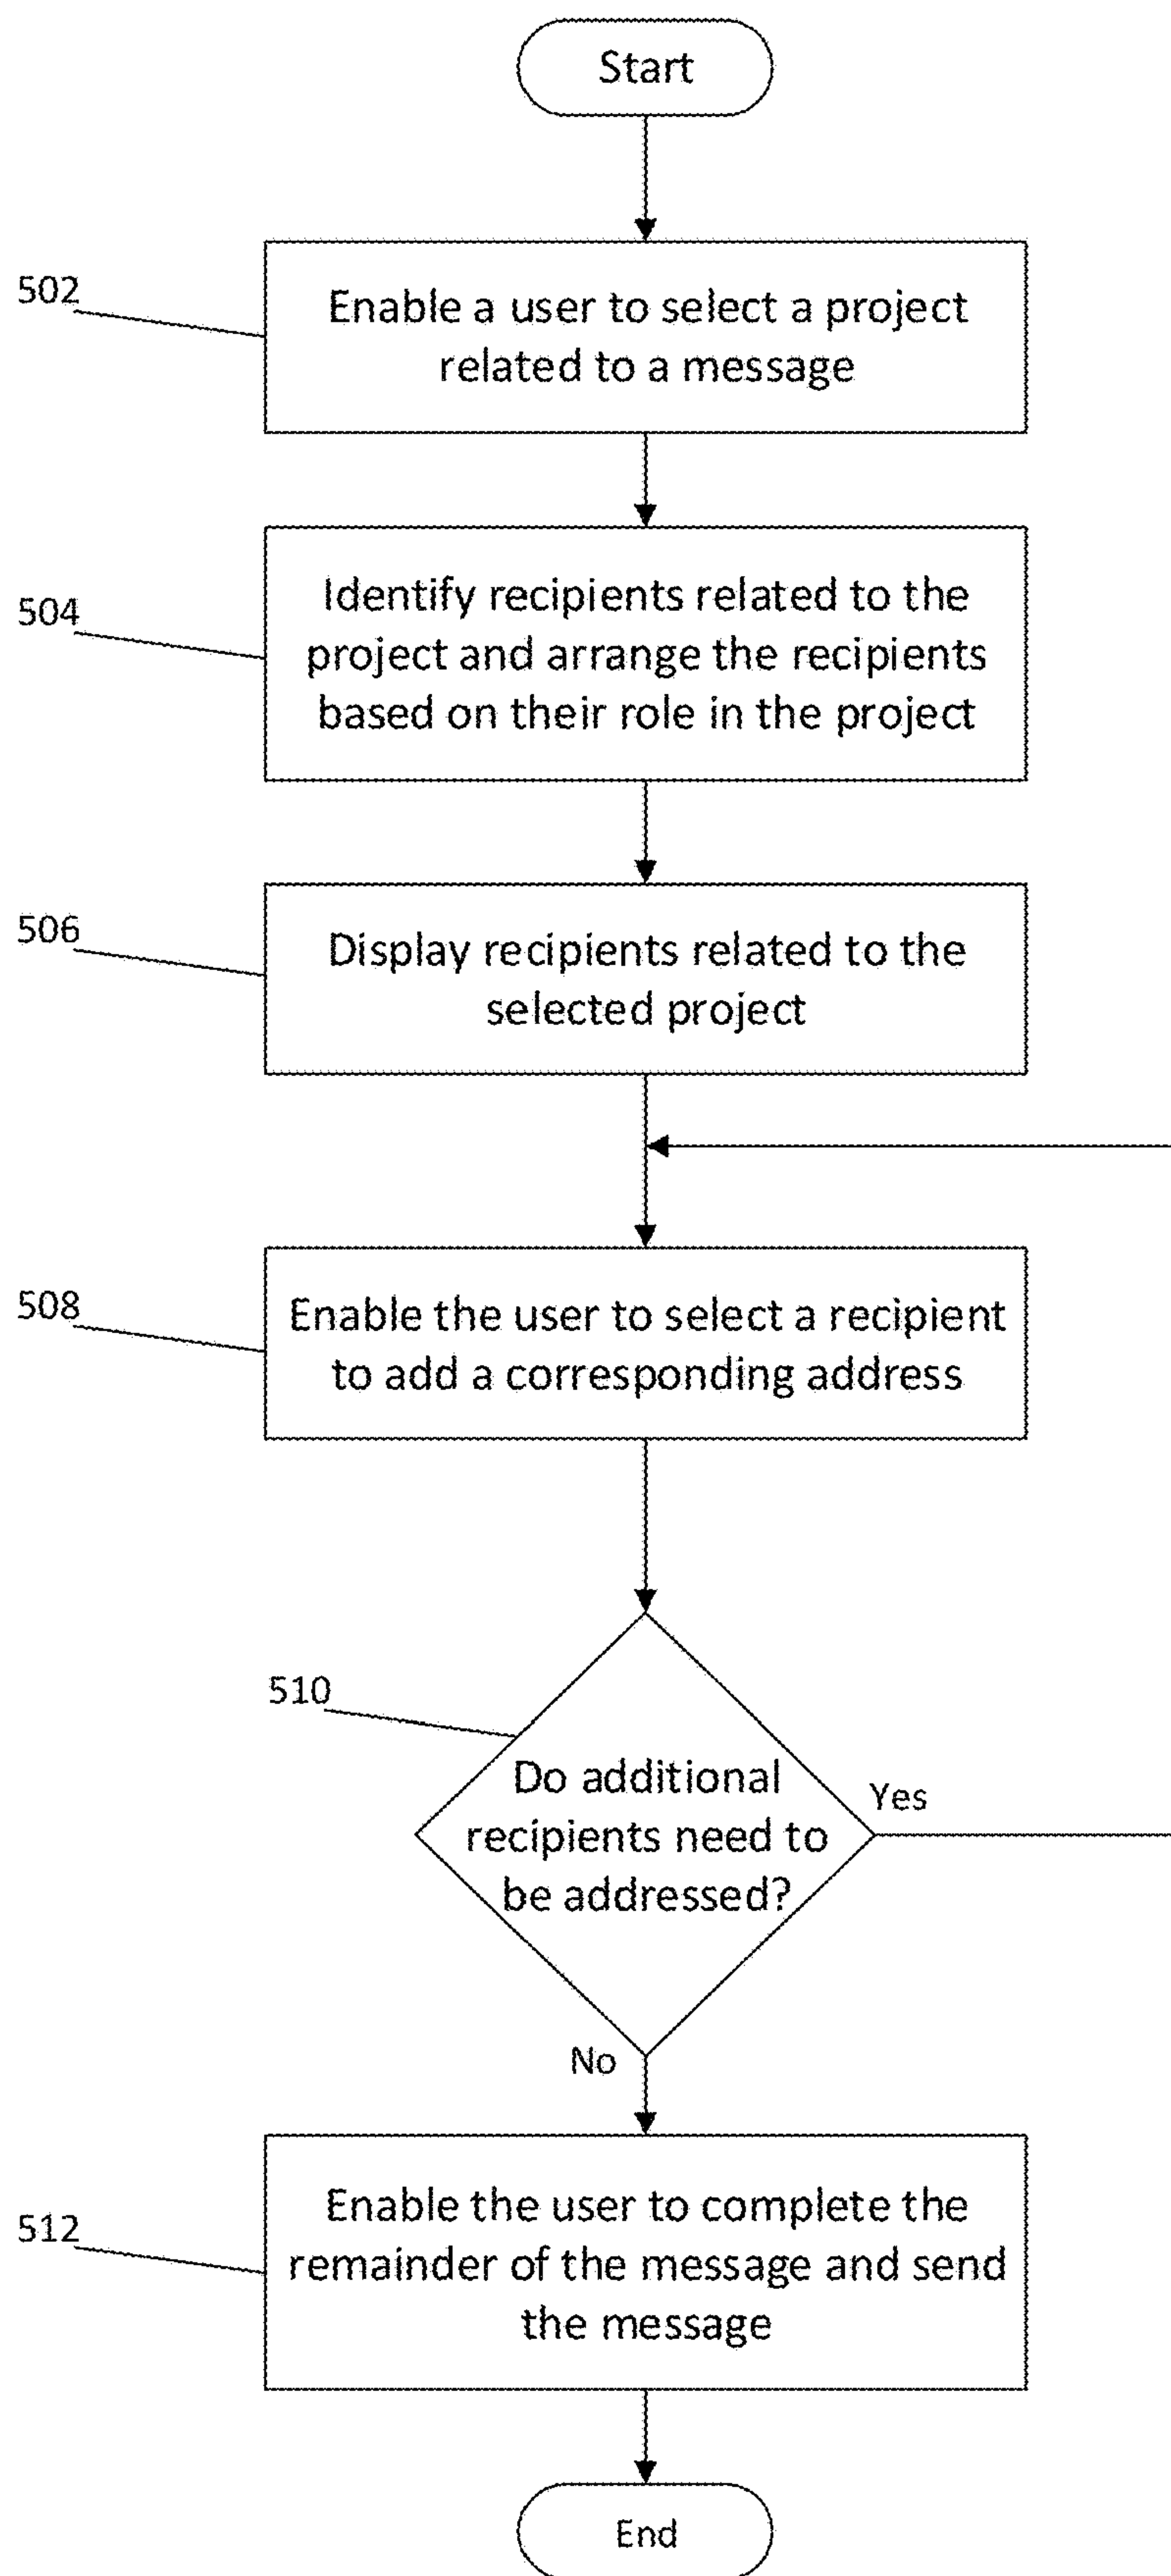 Start
502
Enable a user to select a project
related to a message
504
Identify recipients related to the
project and arrange the recipients
based on their role in the project
506
Display recipients related to the
selected project
508
Enable the user to select a recipient
to add a corresponding address
510
Do additional
recipients need to
be addressed?
Yes
No
512
Enable the user to complete the
remainder of the message and send
the message
End